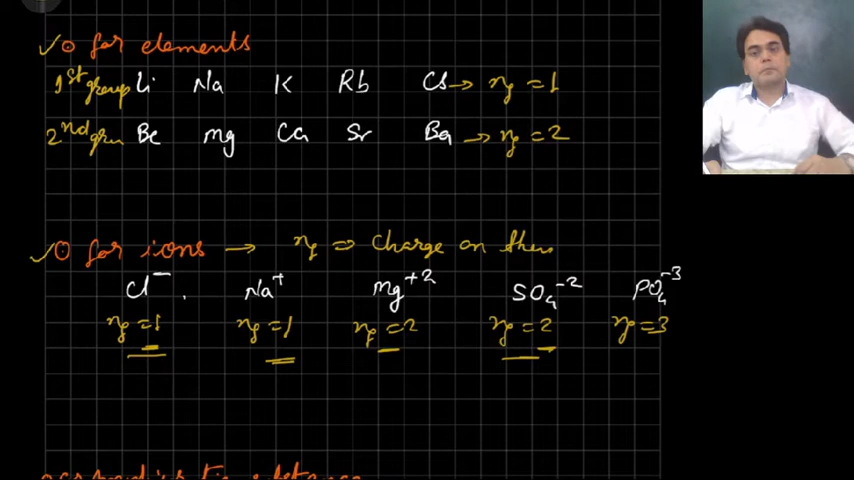 ✓⊙ for elements
1st group Li Na K Rb Cs → nf = 1
2nd Be Mg Ca Sr Ba → nf = 2
✓⊙ for ions → nf ⇒ Charge on
Cl⁻ Na⁺ Mg⁺² SO₄⁻² PO₄⁻³
nf = 1 nf = 1 nf = 2 nf = 2 nf = 3